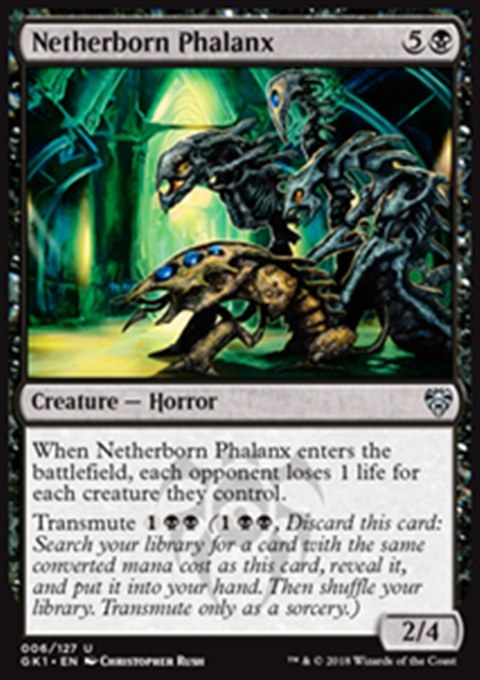 Netherborn Phalanx 5
Creature — Horror
When Netherborn Phalanx enters the
battlefield, each opponent loses 1 life for
each creature they control.
Transmute 1 (1, Discard this card:
Search your library for a card with the same
converted mana cost as this card, reveal it,
and put it into your hand. Then shuffle your
library. Transmute only as a sorcery.)
2/4
006/127 U
GK1 • EN Christopher Rush
™ & © 2018 Wizards of the Coast